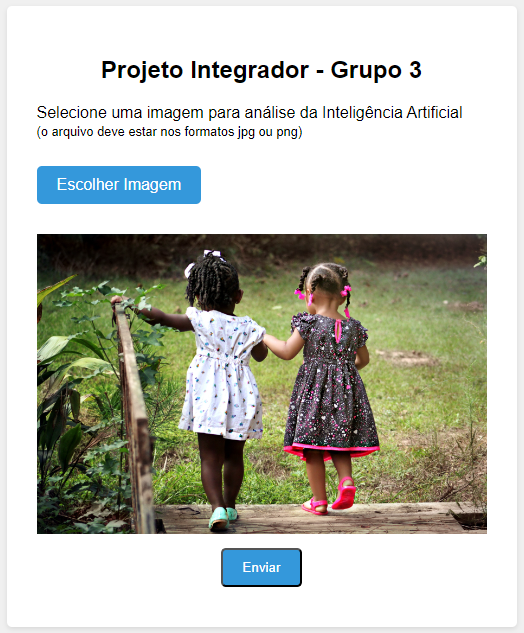 Projeto Integrador - Grupo 3
Selecione uma imagem para análise da Inteligência Artificial
(o arquivo deve estar nos formatos jpg ou png)
Escolher Imagem
Enviar